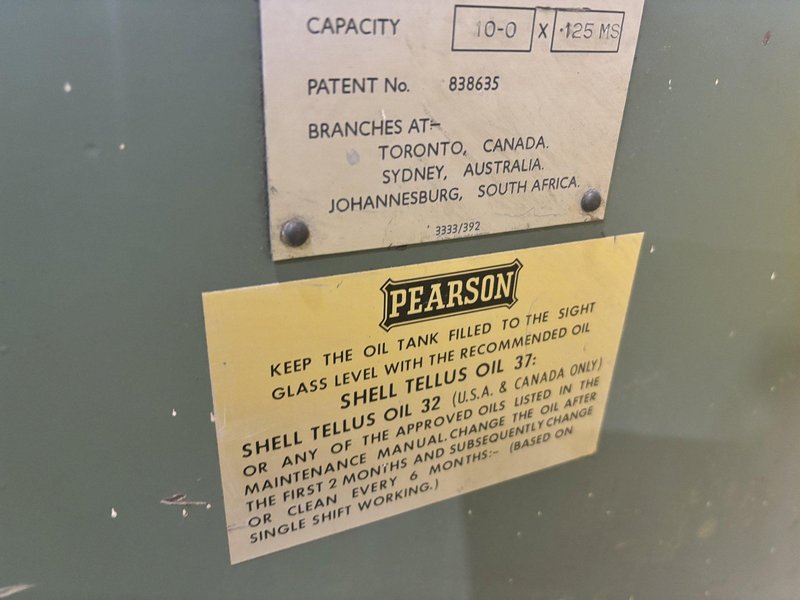 CAPACITY 10-0 X .125 MS
PATENT No. 838635
BRANCHES AT:-
TORONTO, CANADA.
SYDNEY, AUSTRALIA.
JOHANNESBURG, SOUTH AFRICA.
3333/392
PEARSON
KEEP THE OIL TANK FILLED TO THE SIGHT
GLASS LEVEL WITH THE RECOMMENDED OIL
SHELL TELLUS OIL 37:
SHELL TELLUS OIL 32 (U.S.A. & CANADA ONLY)
OR ANY OF THE APPROVED OILS LISTED IN THE
MAINTENANCE MANUAL. CHANGE THE OIL AFTER
THE FIRST 2 MONTHS AND SUBSEQUENTLY CHANGE
OR CLEAN EVERY 6 MONTHS:- (BASED ON
SINGLE SHIFT WORKING.)